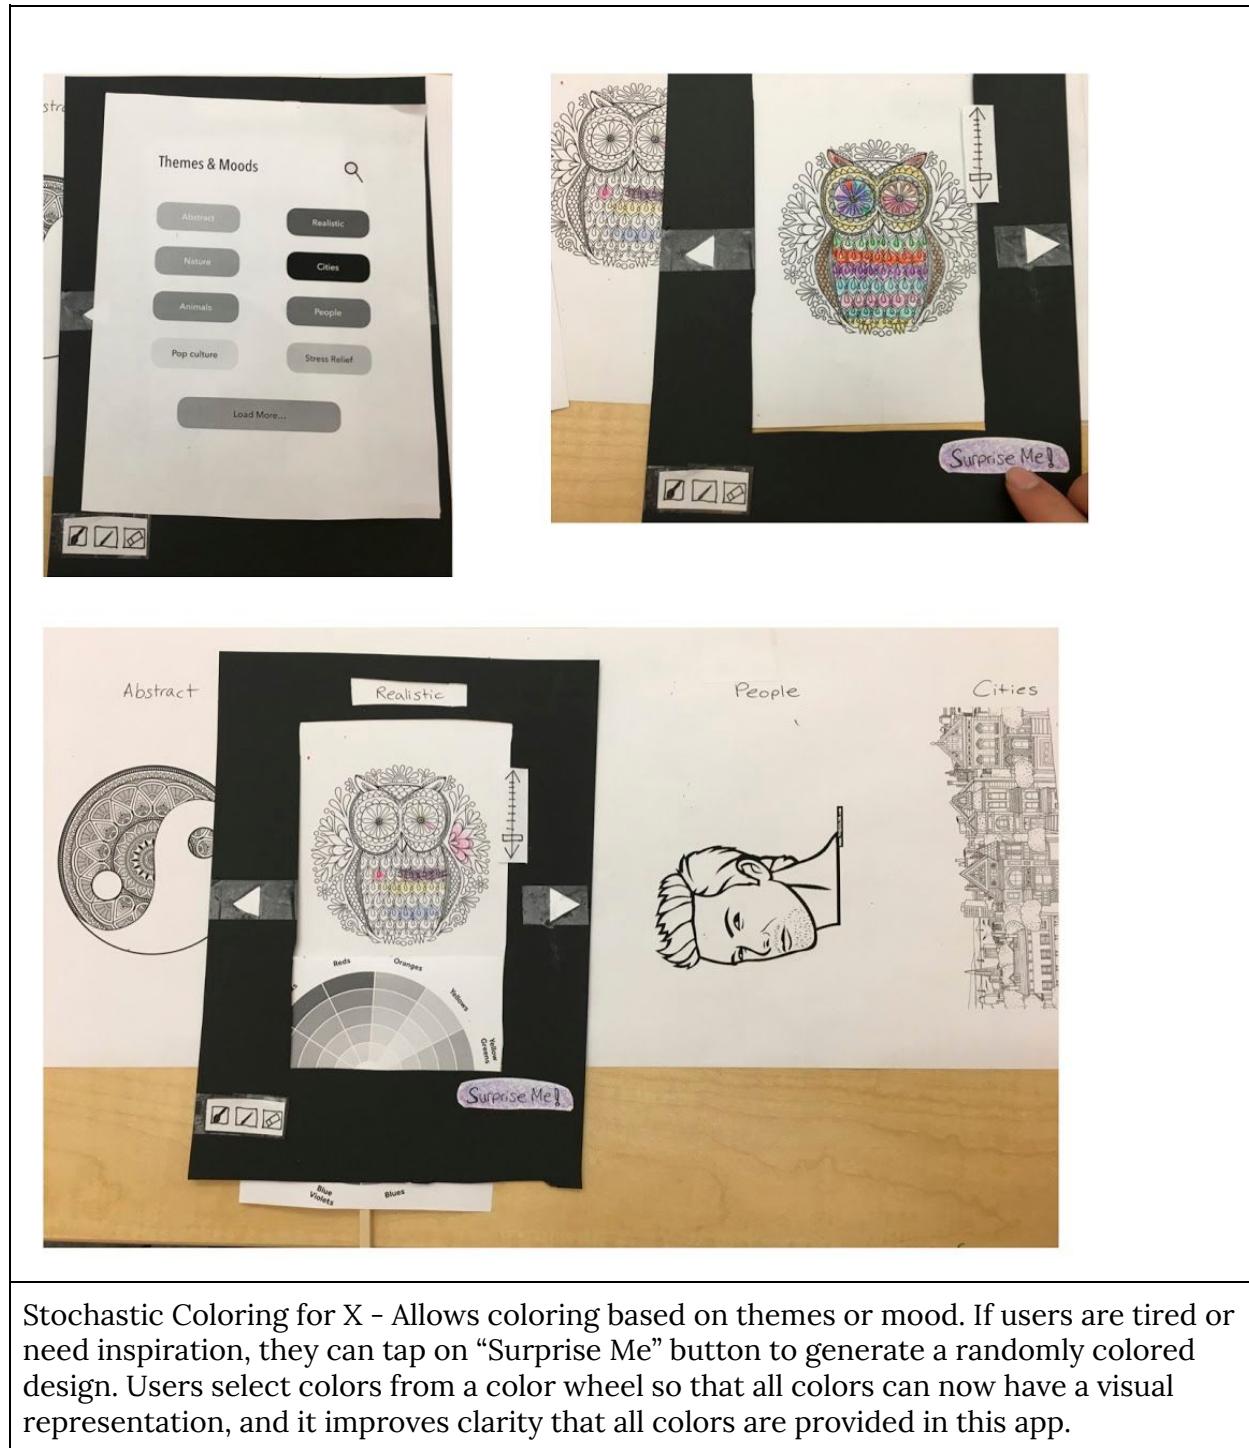 stra
Themes & Moods
Abstract
Realistic
Nature
Cities
Animals
People
Pop culture
Stress Relief
Load More...
Surprise Me!
Abstract
Realistic
People
Cities
Reds
Oranges
Yellows
Yellow
Greens
Surprise Me!
Blue
Violets
Blues
Stochastic Coloring for X - Allows coloring based on themes or mood. If users are tired or
need inspiration, they can tap on “Surprise Me” button to generate a randomly colored
design. Users select colors from a color wheel so that all colors can now have a visual
representation, and it improves clarity that all colors are provided in this app.